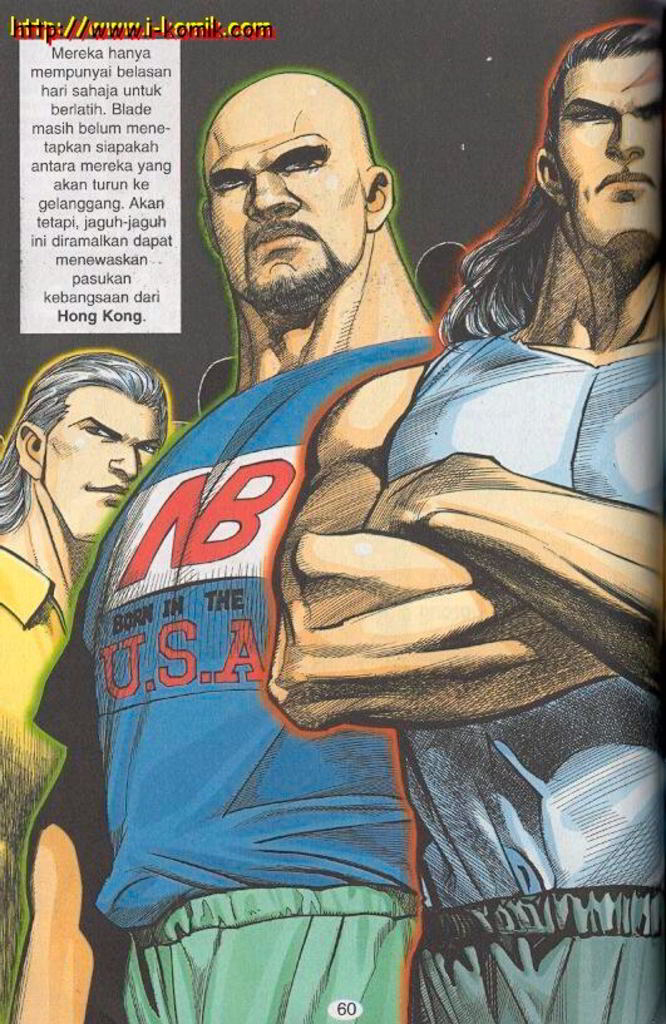 http://www.i-komik.com
Mereka hanya
mempunyai belasan
hari sahaja untuk
berlatih. Blade
masih belum mene-
tapkan siapakah
antara mereka yang
akan turun ke
gelanggang. Akan
tetapi, jaguh-jaguh
ini diramalkan dapat
menewaskan
pasukan
kebangsaan dari
Hong Kong.
NB
BORN IN THE
U.S.A
60